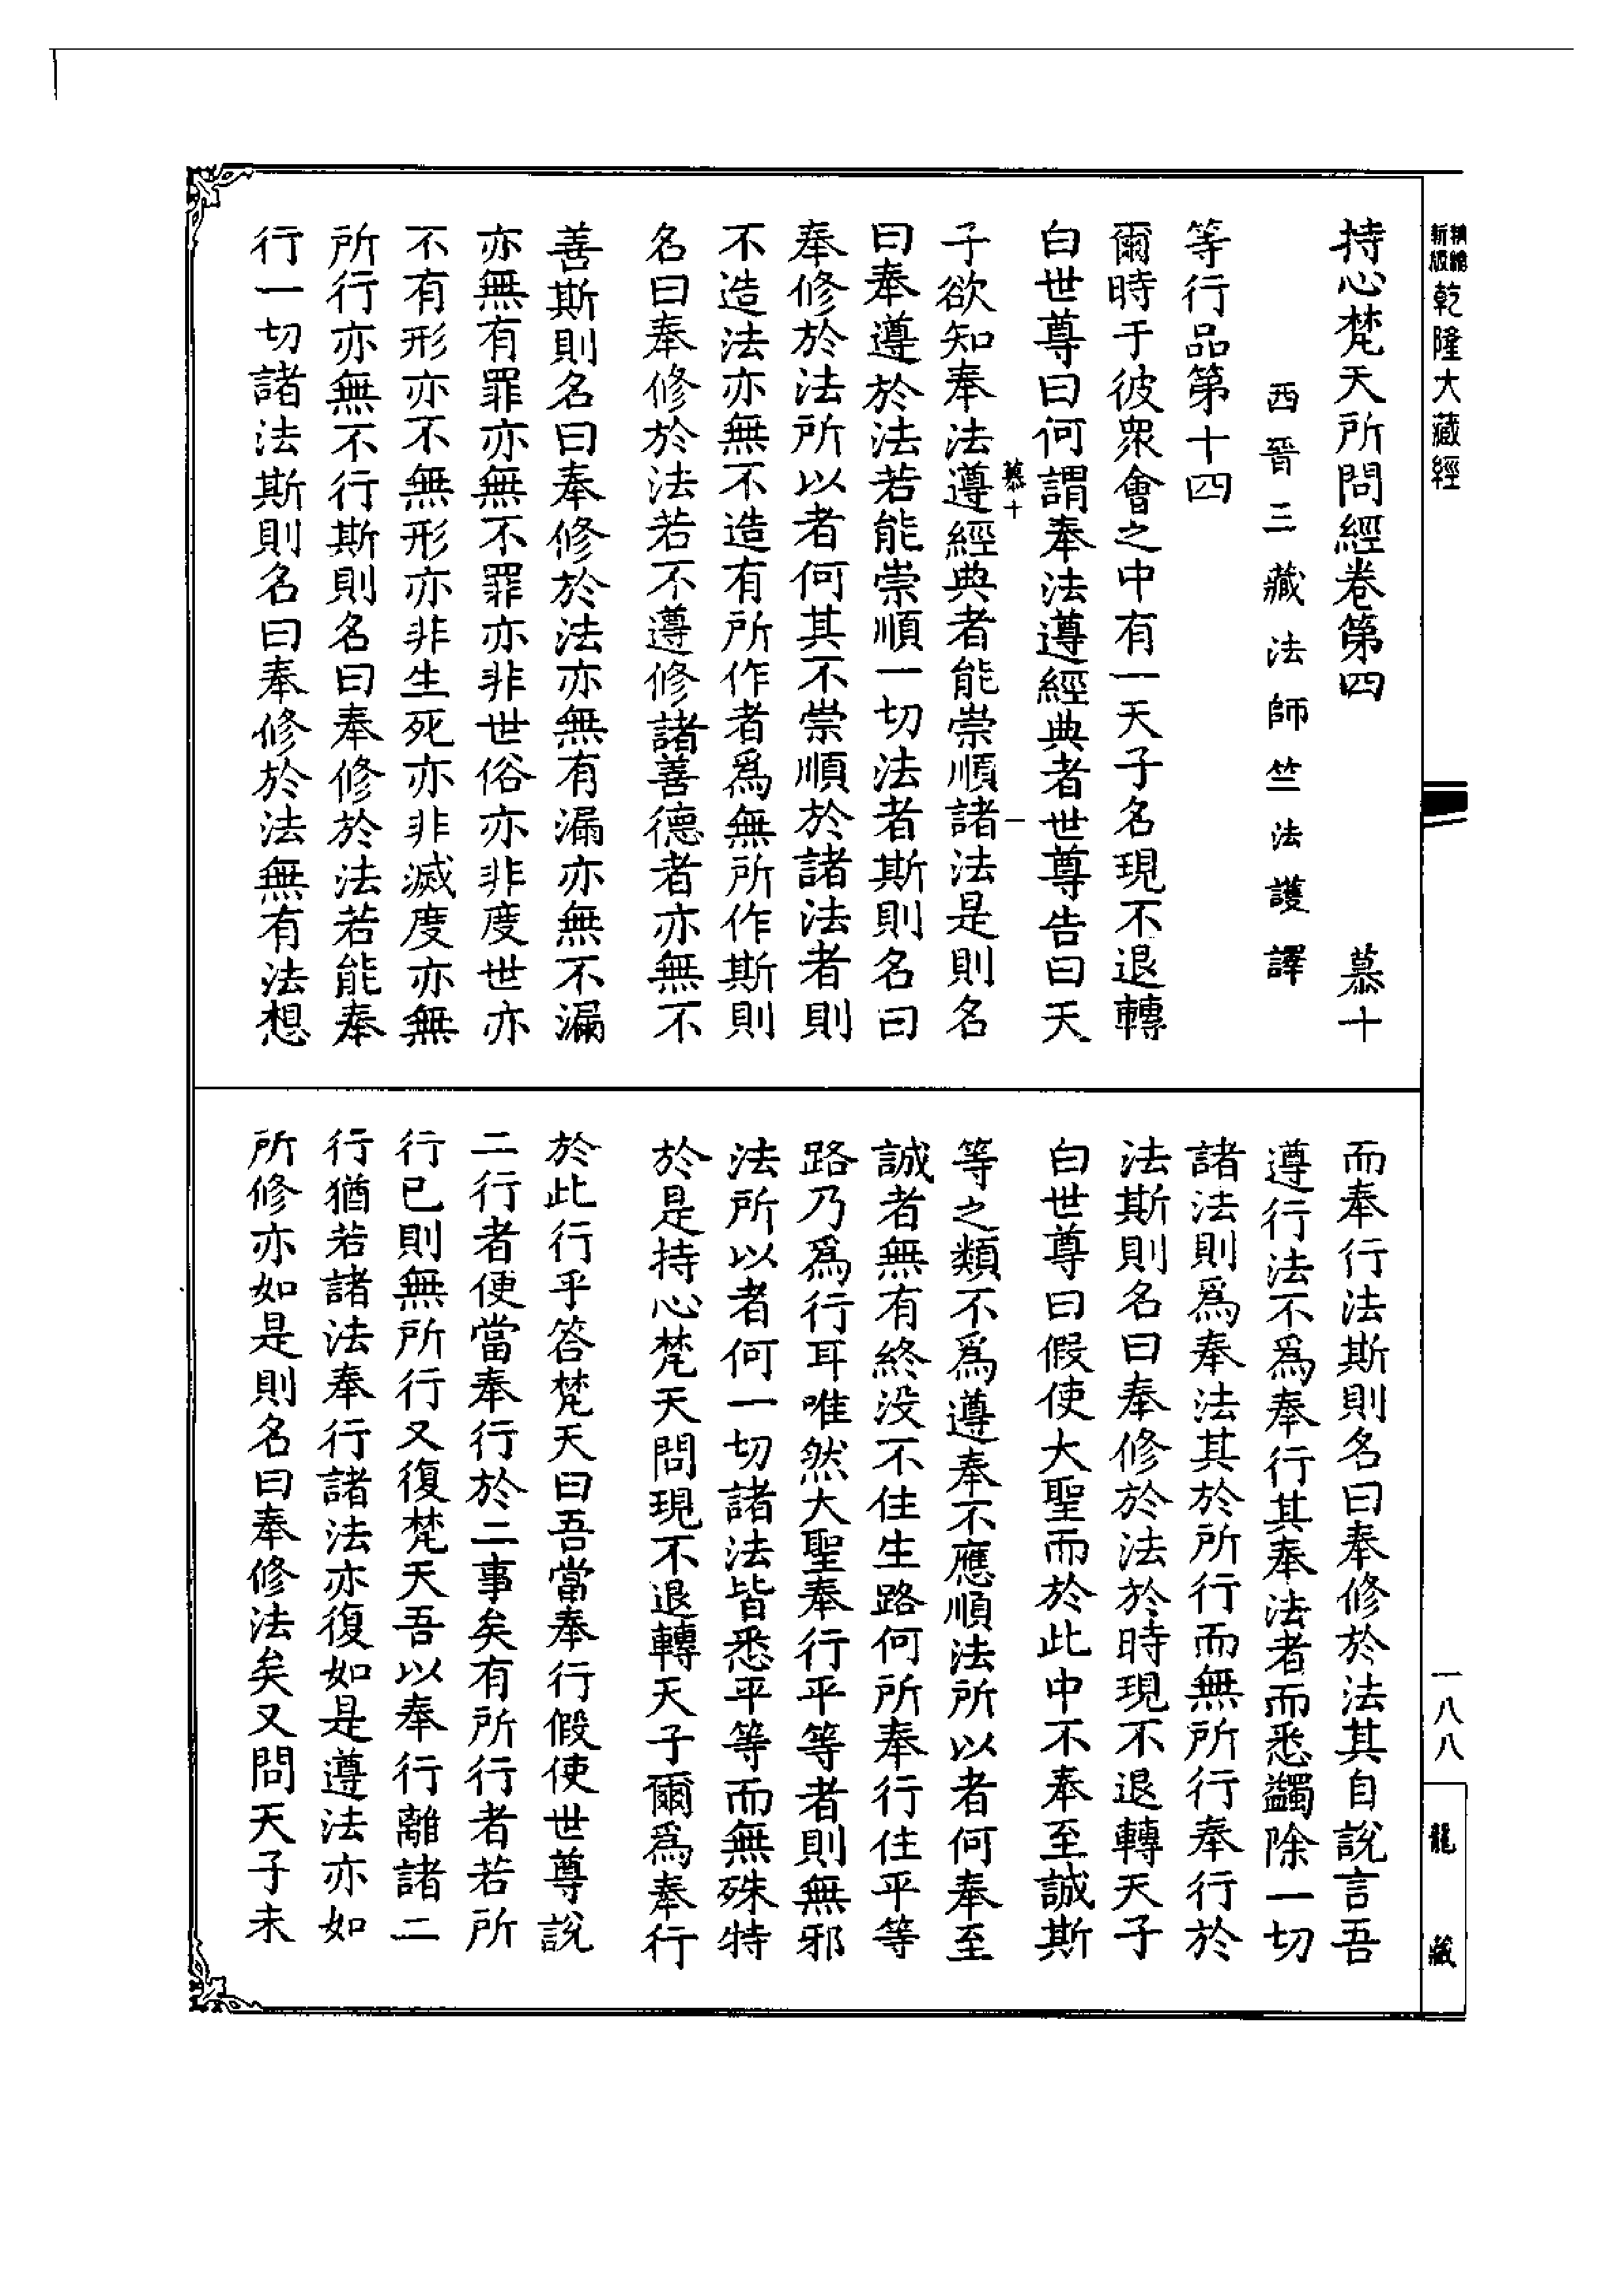 精縮新版乾隆大藏經
持心梵天所問經卷第四 慕十
西晉三藏法師竺法護譯
等行品第十四
爾時于彼眾會之中有一天子名現不退轉
白世尊曰何謂奉法遵經典者世尊告曰天
慕十 一
子欲知奉法遵經典者能崇順諸法是則名
曰奉遵於法若能崇順一切法者斯則名曰
奉修於法所以者何其不崇順於諸法者則
不造法亦無不造有所作者爲無所作斯則
名曰奉修於法若不遵修諸善德者亦無不
善斯則名曰奉修於法亦無有漏亦無不漏
亦無有罪亦無不罪亦非世俗亦非度世亦
不有形亦不無形亦非生死亦非滅度亦無
所行亦無不行斯則名曰奉修於法若能奉
行一切諸法斯則名曰奉修於法無有法想
而奉行法斯則名曰奉修於法其自說言吾
遵行法不爲奉行其奉法者而悉蠲除一切
諸法則爲奉法其於所行而無所行奉行於
法斯則名曰奉修於法於時現不退轉天子
白世尊曰假使大聖而於此中不奉至誠斯
等之類不爲遵奉不應順法所以者何奉至
誠者無有終没不住生路何所奉行住平等
路乃爲行耳唯然大聖奉行平等者則無邪
法所以者何一切諸法皆悉平等而無殊特
於是持心梵天問現不退轉天子爾爲奉行
於此行乎答梵天曰吾當奉行假使世尊說
二行者便當奉行於二事矣有所行者若所
行已則無所行又復梵天吾以奉行離諸二
行猶若諸法奉行諸法亦復如是遵法亦如
所修亦如是則名曰奉修法矣又問天子未
一八八
龍藏